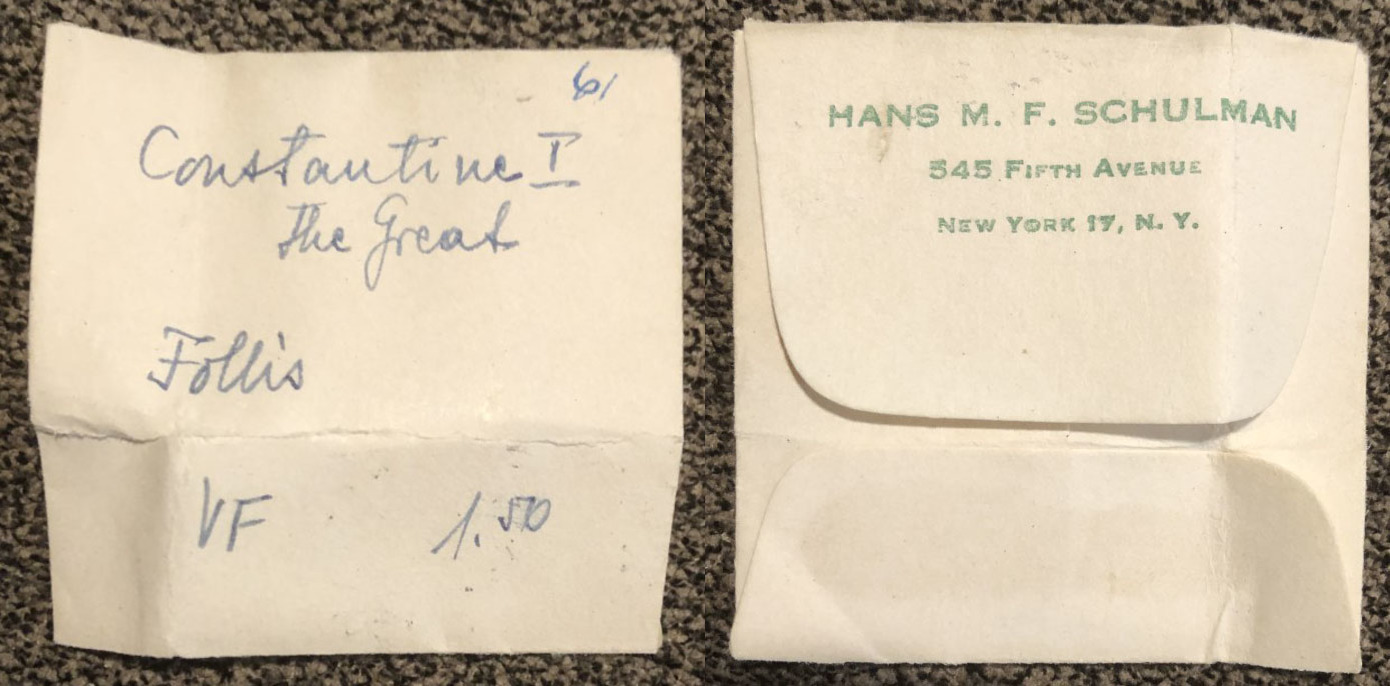 61
Constantine I
The Great
Follis
VF 1.50
HANS M. F. SCHULMAN
545 FIFTH AVENUE
NEW YORK 17, N. Y.